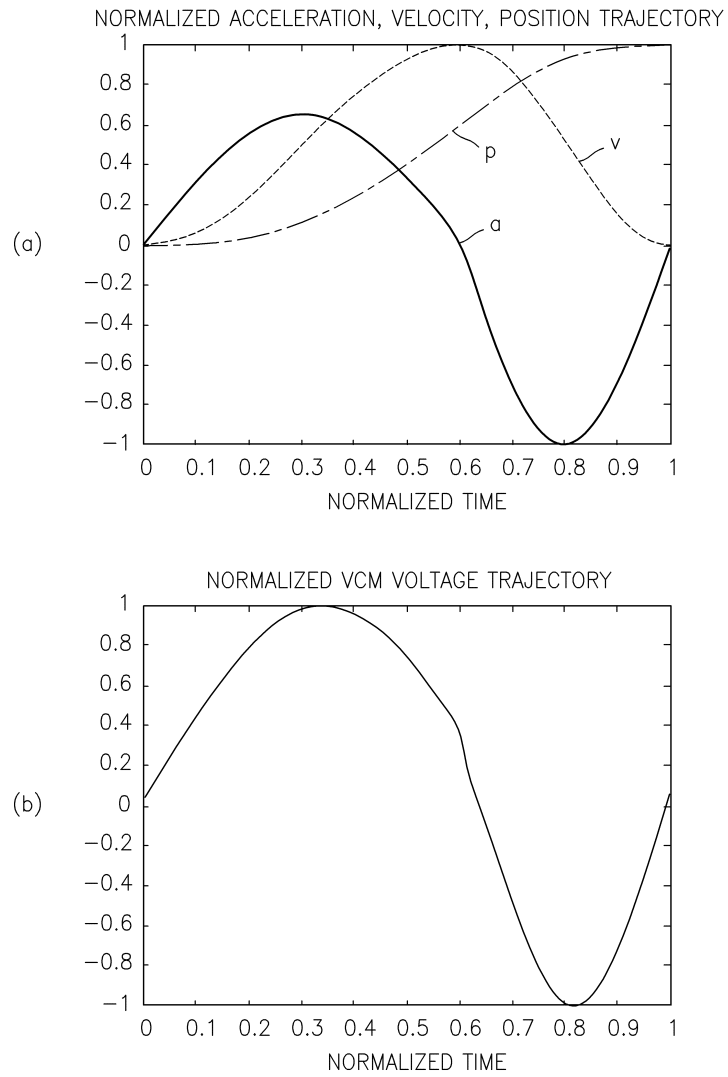 NORMALIZED ACCELERATION, VELOCITY, POSITION TRAJECTORY
1
0.8
0.6
0.4
0.2
0
−0.2
−0.4
−0.6
−0.8
−1
(a)
p
v
a
0 0.1 0.2 0.3 0.4 0.5 0.6 0.7 0.8 0.9 1
NORMALIZED TIME
NORMALIZED VCM VOLTAGE TRAJECTORY
1
0.8
0.6
0.4
0.2
0
−0.2
−0.4
−0.6
−0.8
−1
(b)
0 0.1 0.2 0.3 0.4 0.5 0.6 0.7 0.8 0.9 1
NORMALIZED TIME